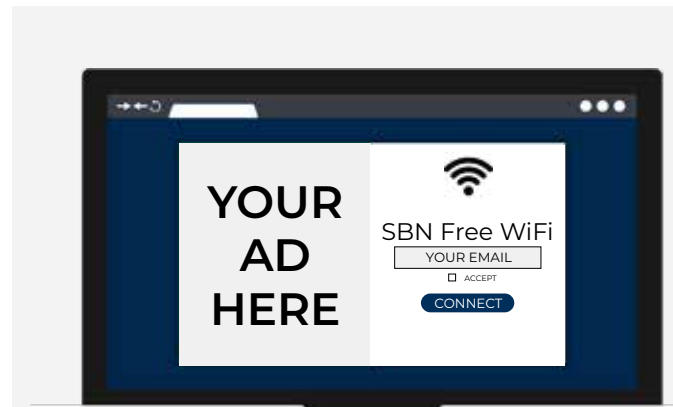 YOUR
AD
HERE
SBN Free WiFi
YOUR EMAIL
ACCEPT
CONNECT